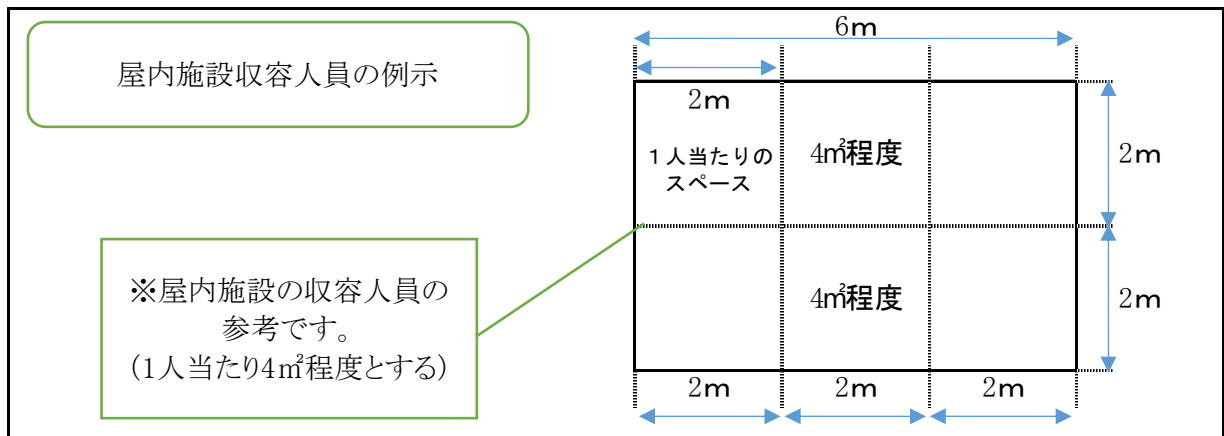 屋内施設収容人員の例示
6m
2m
1人当たりの
スペース
4㎡程度
2m
※屋内施設の収容人員の
参考です。
(1人当たり4㎡程度とする)
4㎡程度
2m
2m
2m
2m